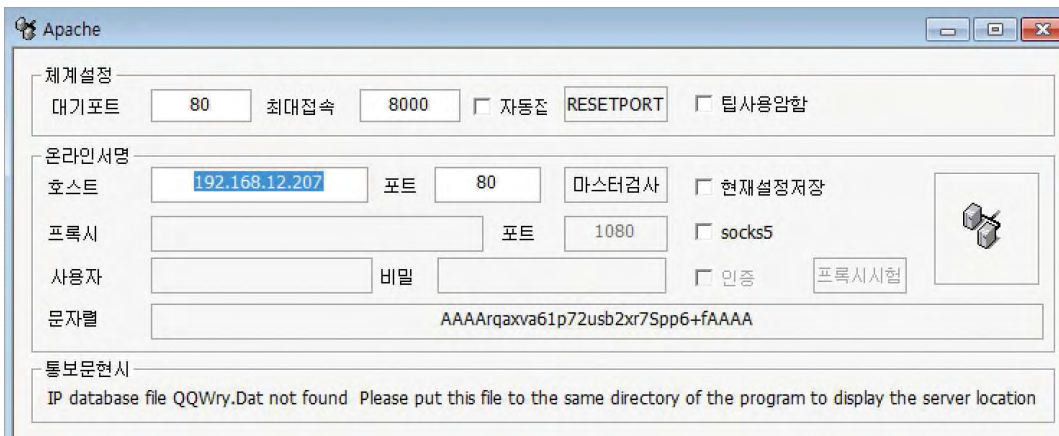 Apache
체계설정
대기포트 80 최대접속 8000 자동접 RESETPORT 팁사용암함
온라인서명
호스트 192.168.12.207 포트 80 마스터검사 현재설정저장
프록시 포트 1080 socks5
사용자 비밀 인증 프록시시험
문자렬 AAAArqaxva61p72usb2xr7Spp6+fAAAA
통보문현시
IP database file QQWry.Dat not found Please put this file to the same directory of the program to display the server location